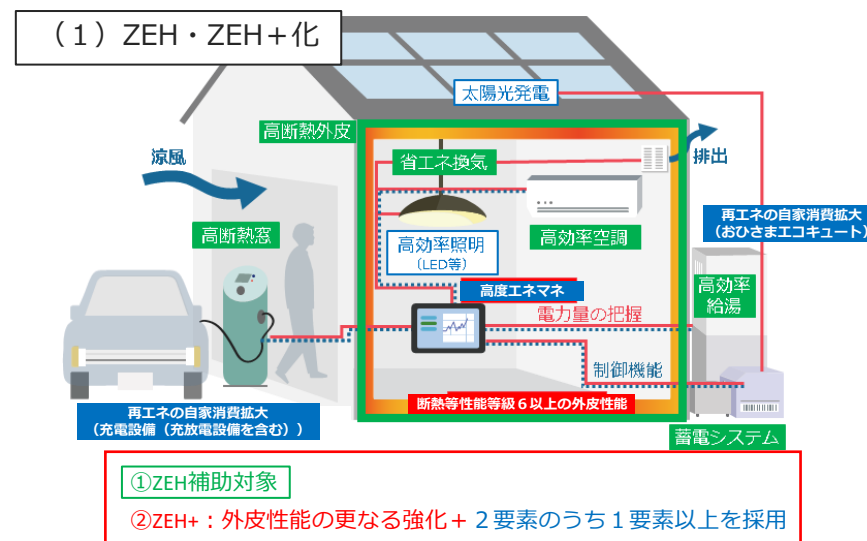 （1）ZEH・ZEH＋化
太陽光発電
高断熱外皮
涼風
省エネ換気
排出
再エネの自家消費拡大
（おひさまエコキュート）
高断熱窓
高効率照明
（LED等）
高効率空調
高度エネマネ
高効率
給湯
電力量の把握
制御機能
断熱等性能等級６以上の外皮性能
再エネの自家消費拡大
（充電設備（充放電設備を含む））
蓄電システム
①ZEH補助対象
②ZEH+：外皮性能の更なる強化＋２要素のうち１要素以上を採用